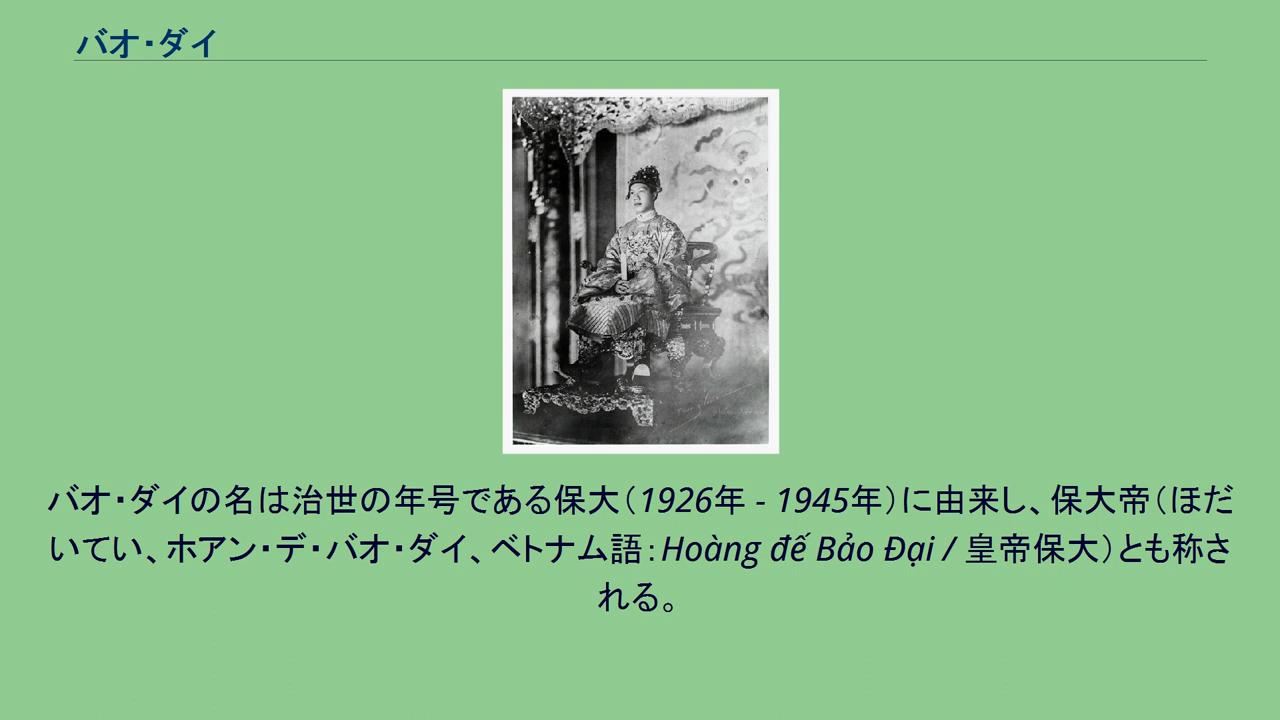 バオ・ダイ
バオ・ダイの名は治世の年号である保大（1926年 - 1945年）に由来し、保大帝（ほだ
いてい、ホアン・デ・バオ・ダイ、ベトナム語：Hoàng đế Bảo Đại / 皇帝保大）とも称さ
れる。